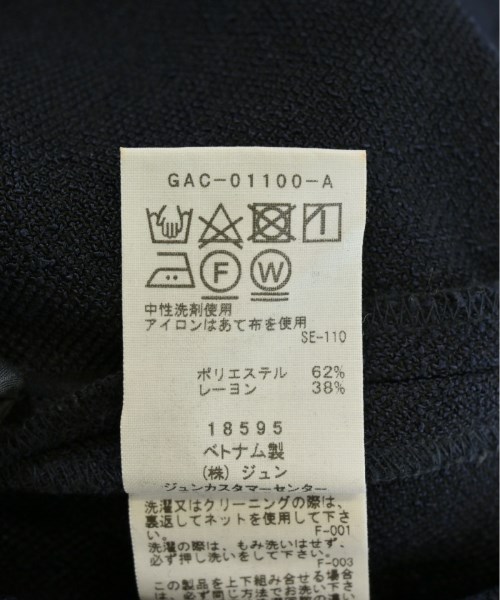 GAC-01100-A
F W
中性洗剤使用
アイロンはあて布を使用
SE-110
ポリエステル 62%
レーヨン 38%
18595
ベトナム製
(株)ジュン
ジュンカスタマーセンター
洗濯又はクリーニングの際は、
裏返してネットを使用して下さ
い。 F-001
洗濯の際は、もみ洗いはせず、
必ず押し洗いをして下さい。
F-003
この製品を上下組み合せる場合
は、必ず同じ方法でお洗い下さ